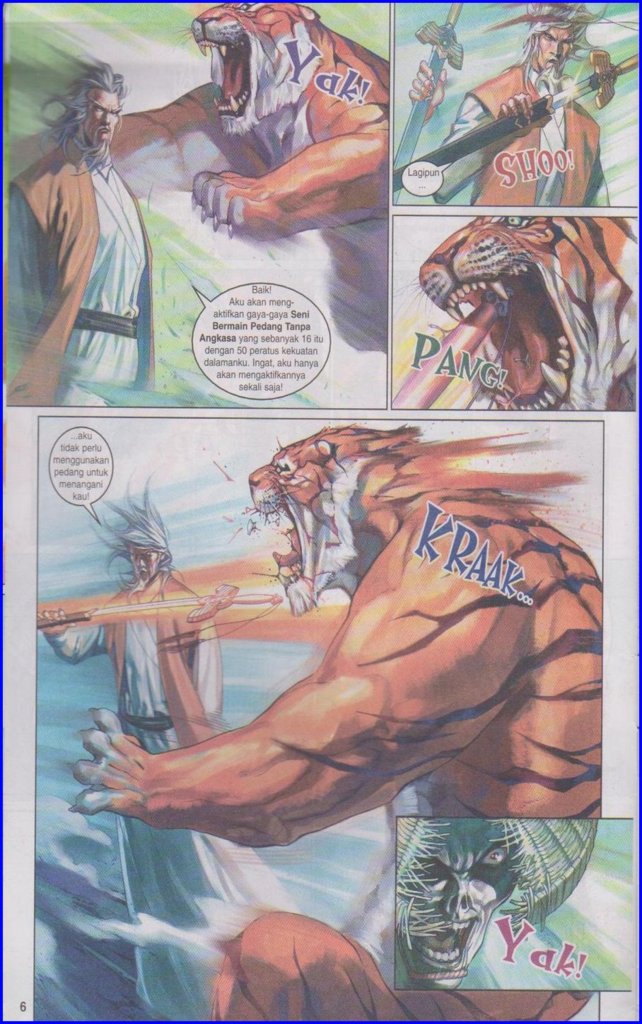 Yak!
Baik!
Aku akan meng-
aktifkan gaya-gaya Seni
Bermain Pedang Tanpa
Angkasa yang sebanyak 16 itu
dengan 50 peratus kekuatan
dalamanku. Ingat, aku hanya
akan mengaktifkannya
sekali saja!
Lagipun
...
SHOO!
PANG!
...aku
tidak perlu
menggunakan
pedang untuk
menangani
kau!
KRAAK...
Yak!
6